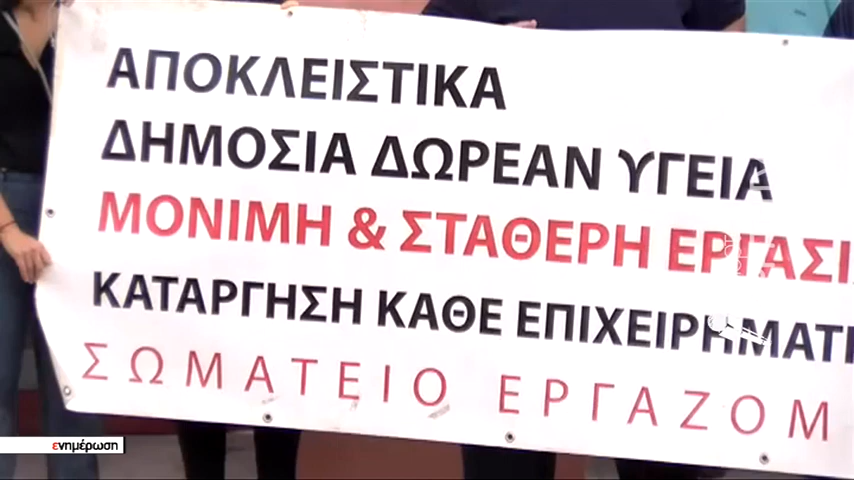 ΑΠΟΚΛΕΙΣΤΙΚΑ
ΔΗΜΟΣΙΑ ΔΩΡΕΑΝ ΥΓΕΙΑ
ΜΟΝΙΜΗ & ΣΤΑΘΕΡΗ ΕΡΓΑΣΙ
ΚΑΤΑΡΓΗΣΗ ΚΑΘΕ ΕΠΙΧΕΙΡΗΜΑΤΙ
ΣΩΜΑΤΕΙΟ ΕΡΓΑΖΟΜ
ενημέρωση